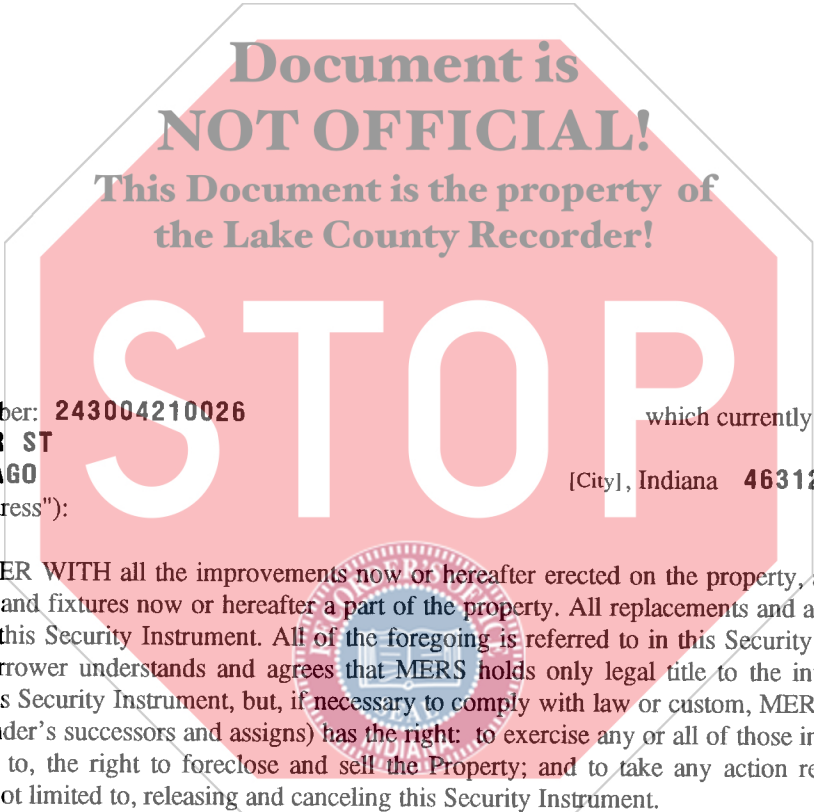 Document is
NOT OFFICIAL!
This Document is the property of
the Lake County Recorder!
STOP
ber: 243004210026 which currently
R ST
AGO [City], Indiana 46312
ress"):
ER WITH all the improvements now or hereafter erected on the property, a
and fixtures now or hereafter a part of the property. All replacements and a
this Security Instrument. All of the foregoing is referred to in this Security
rrower understands and agrees that MERS holds only legal title to the in
s Security Instrument, but, if necessary to comply with law or custom, MER
der's successors and assigns) has the right: to exercise any or all of those in
to, the right to foreclose and sell the Property; and to take any action re
ot limited to, releasing and canceling this Security Instrument.
RECORDER'S OFFICE
SEAL
INDIANA